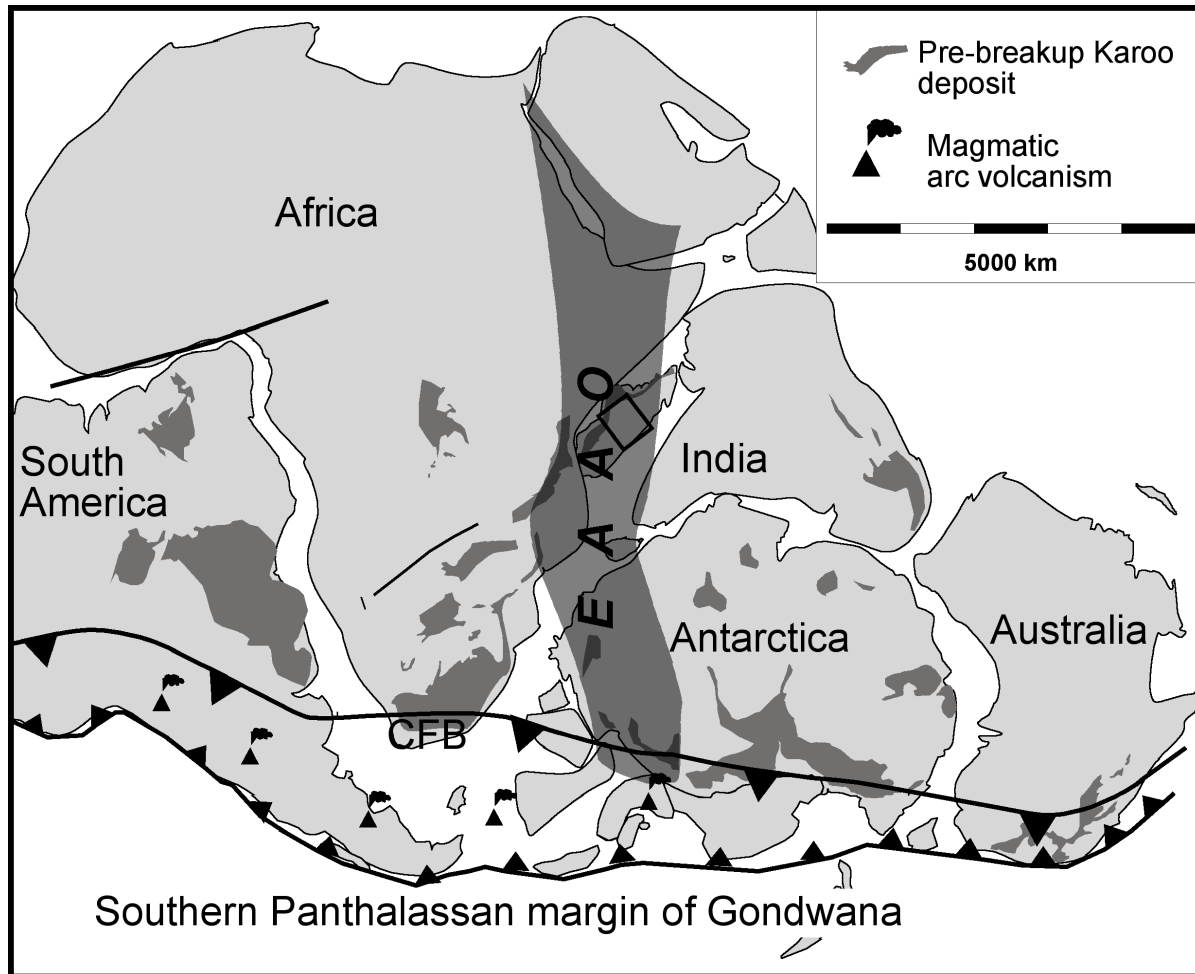 Pre-breakup Karoo
deposit
Magmatic
arc volcanism
5000 km
Africa
South
America
India
E A A O
Antarctica
Australia
CFB
Southern Panthalassan margin of Gondwana